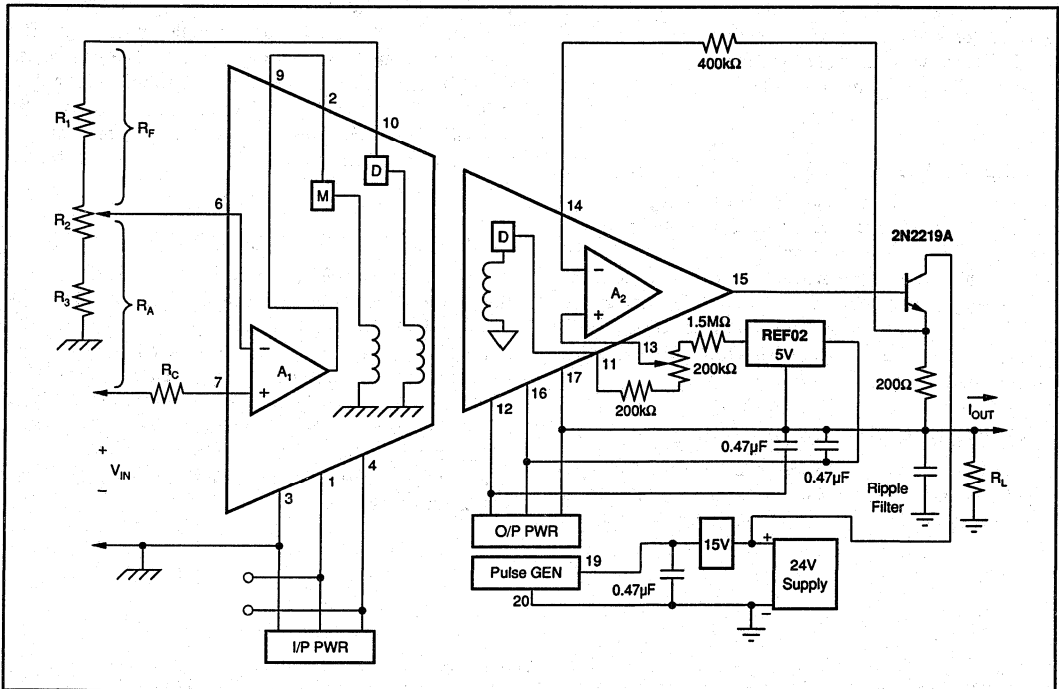 400kΩ
9
2
10
R1
RF
D
M
6
14
R2
D
2N2219A
15
A2
−
+
R3
RA
1.5MΩ
REF02
5V
13
RC
7
A1
−
+
11
200kΩ
17
200kΩ
16
12
200Ω
IOUT
+
VIN
−
4
1
3
0.47µF
0.47µF
Ripple
Filter
RL
O/P PWR
19
15V
+
Pulse GEN
24V
Supply
20
0.47µF
−
I/P PWR